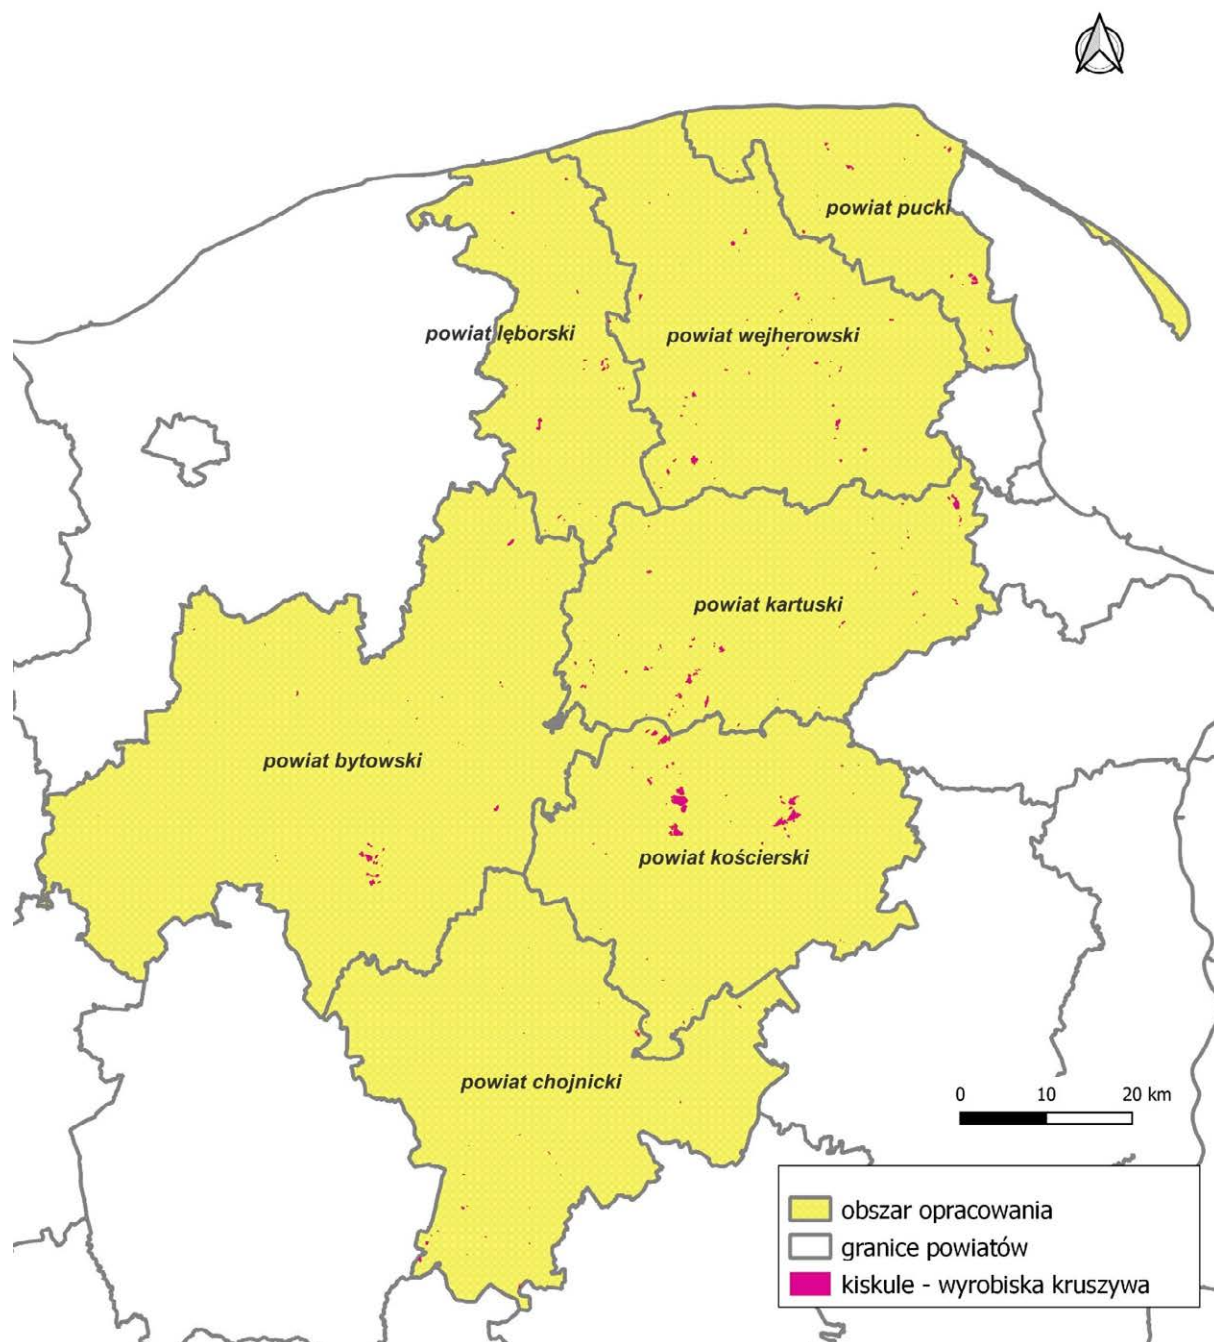 powiat pucki
powiat lęborski
powiat wejherowski
powiat kartuski
powiat bytowski
powiat kościerski
powiat chojnicki
0 10 20 km
obszar opracowania
granice powiatów
kiskule - wyrobiska kruszywa